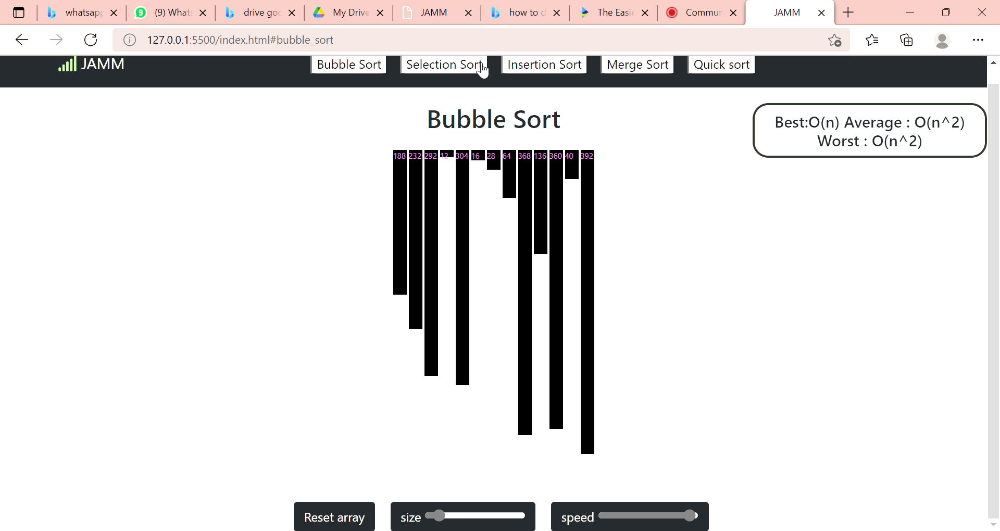 whatsapp (9) Whats drive goo My Drive JAMM how to d The Easie Commun JAMM
127.0.0.1:5500/index.html#bubble_sort
JAMM Bubble Sort Selection Sort Insertion Sort Merge Sort Quick sort
Bubble Sort
Best:O(n) Average : O(n^2)
Worst : O(n^2)
188 232 292 12 304 16 28 64 368 136 360 40 392
Reset array size speed